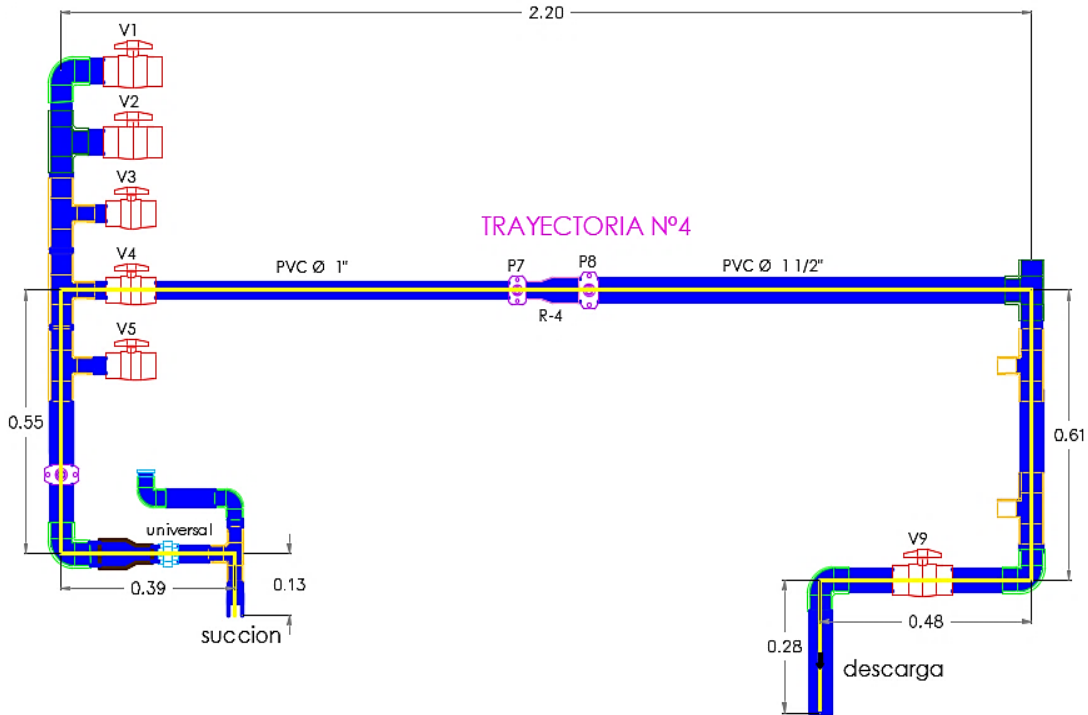 2.20
V1
V2
V3
TRAYECTORIA Nº4
V4
PVC Ø 1"
P7
P8
PVC Ø 1 1/2"
R-4
V5
0.55
0.61
universal
V9
0.39
0.13
succion
0.48
0.28
descarga